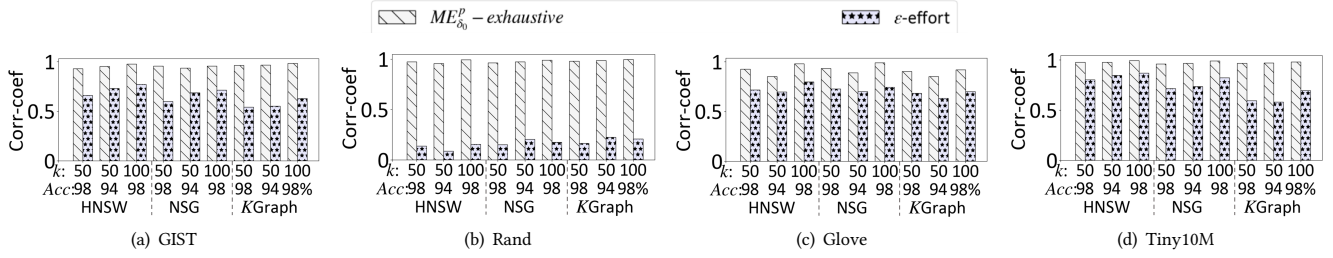 ME^p_{δ_0} − exhaustive ε-effort
Corr-coef
1
0.5
0
k: 50 50 100 50 50 100 50 50 100
Acc: 98 94 98 98 94 98 98 94 98%
HNSW NSG KGraph
(a) GIST
Corr-coef
1
0.5
0
k: 50 50 100 50 50 100 50 50 100
Acc: 98 94 98 98 94 98 98 94 98%
HNSW NSG KGraph
(b) Rand
Corr-coef
1
0.5
0
k: 50 50 100 50 50 100 50 50 100
Acc: 98 94 98 98 94 98 98 94 98%
HNSW NSG KGraph
(c) Glove
Corr-coef
1
0.5
0
k: 50 50 100 50 50 100 50 50 100
Acc: 98 94 98 98 94 98 98 94 98%
HNSW NSG KGraph
(d) Tiny10M